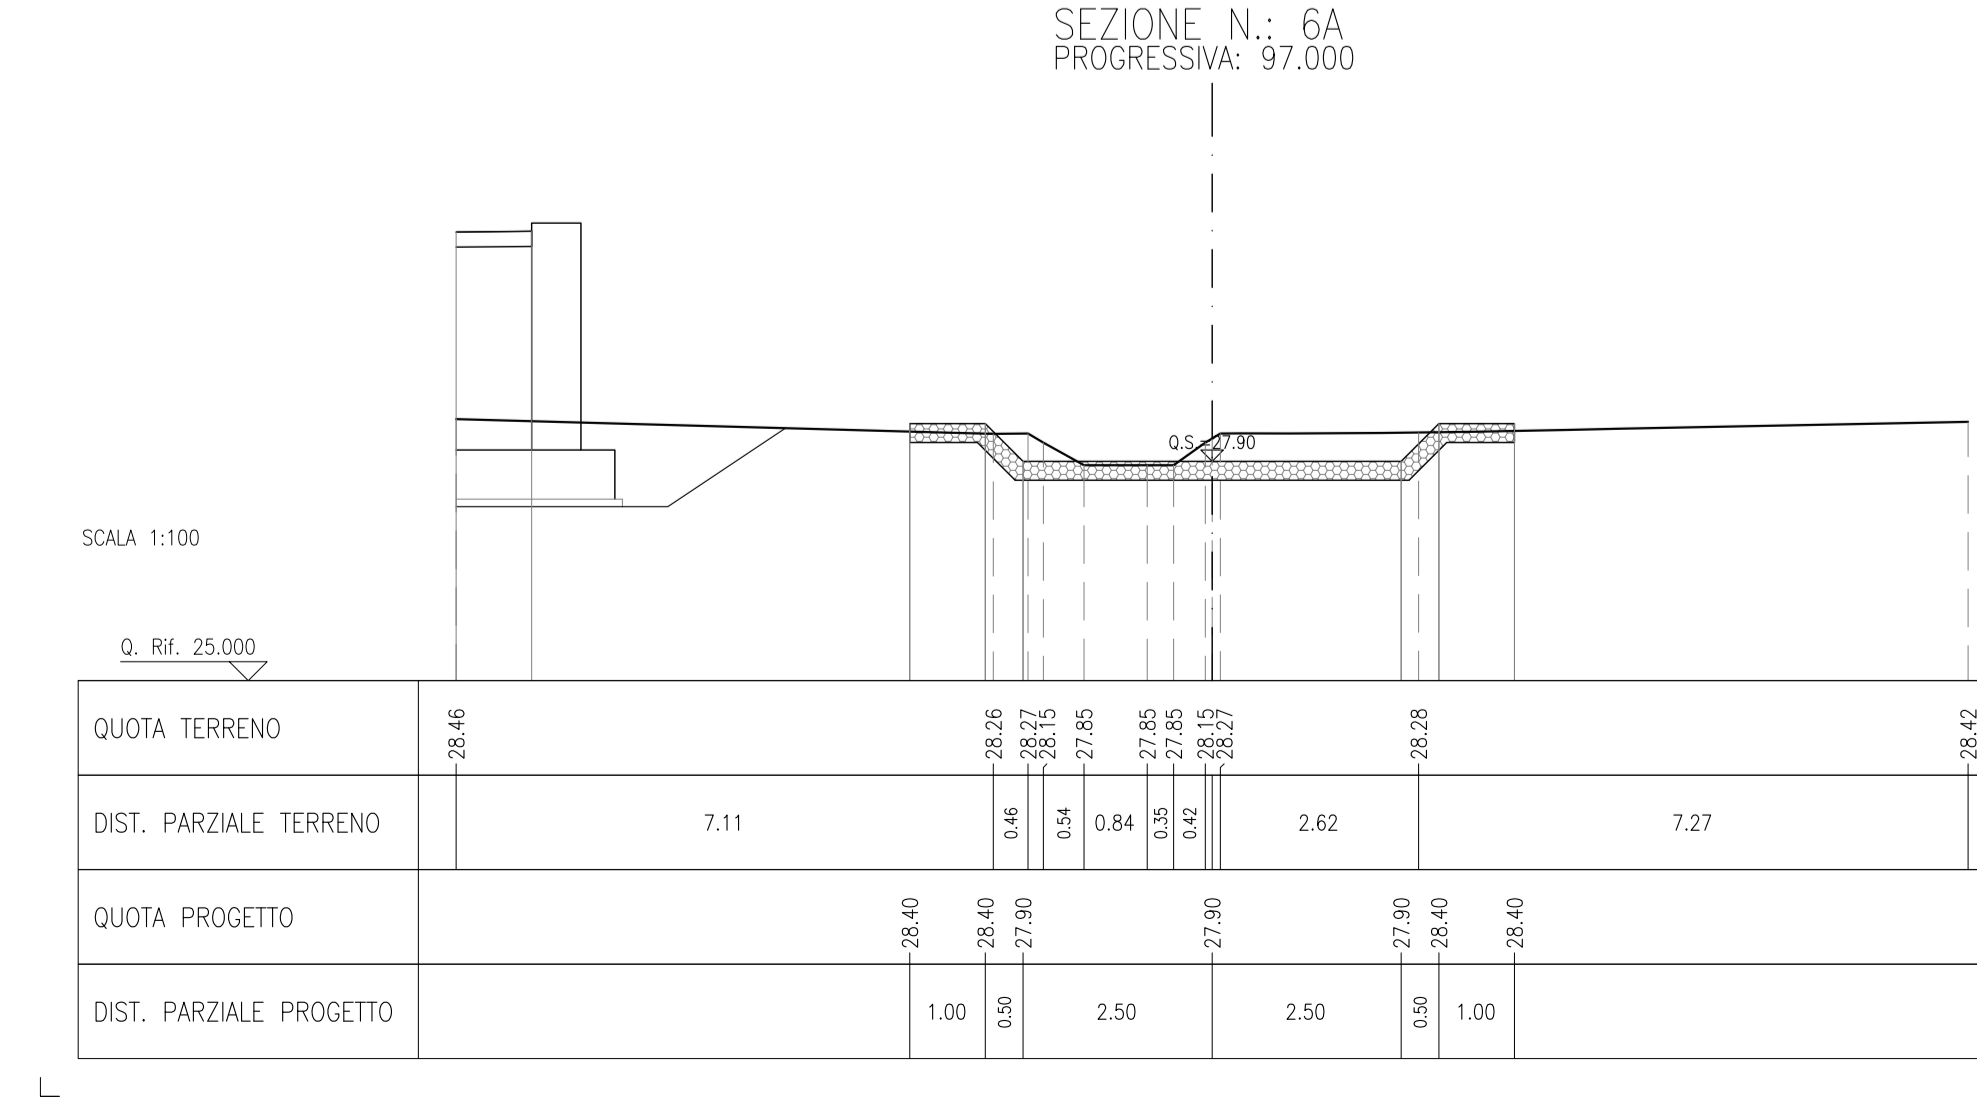 SEZIONE N.: 6A
PROGRESSIVA: 97.000
Q.S.=27.90
SCALA 1:100
Q. Rif. 25.000
QUOTA TERRENO 28.46 28.26 28.27 28.15 27.85 27.85 27.85 28.15 28.27 28.28 28.42
DIST. PARZIALE TERRENO 7.11 0.46 0.54 0.84 0.35 0.42 2.62 7.27
QUOTA PROGETTO 28.40 28.40 27.90 27.90 27.90 28.40 28.40
DIST. PARZIALE PROGETTO 1.00 0.50 2.50 2.50 0.50 1.00